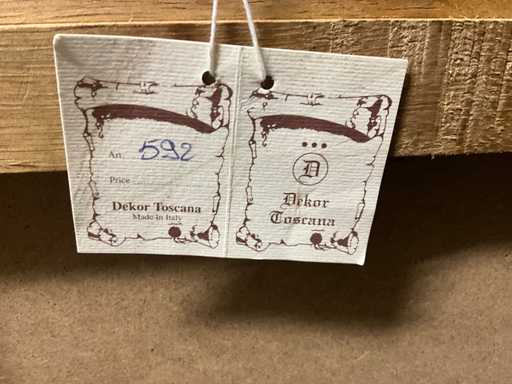 Art. 592
Price
Dekor Toscana
Made in Italy
D
Dekor
Toscana